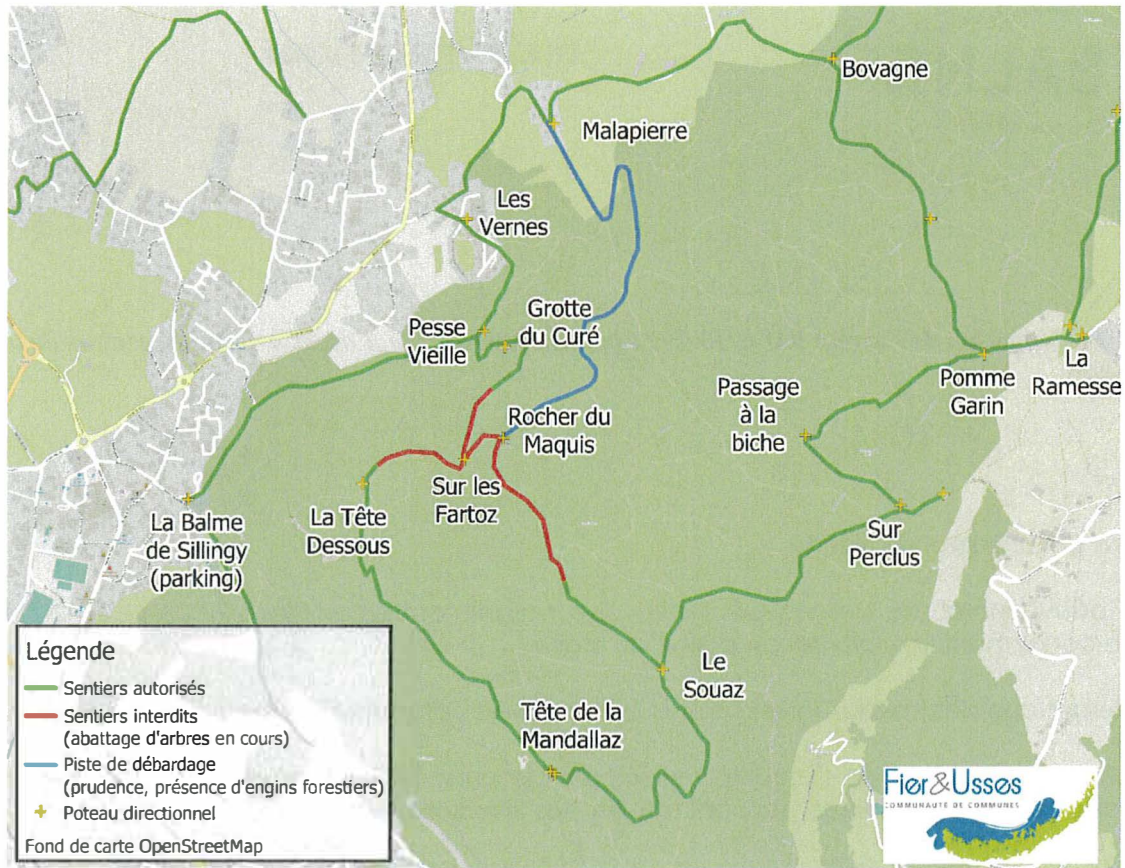 Bovagne
Malapierre
Les
Vernes
Grotte
du Curé
Pesse
Vieille
Passage
à la
biche
Pomme
Garin
La
Ramesse
Rocher du
Maquis
Sur les
Fartoz
La Tête
Dessous
Sur
Perclus
La Balme
de Sillingy
(parking)
Le
Souaz
Tête de la
Mandallaz
Légende
Sentiers autorisés
Sentiers interdits
(abattage d'arbres en cours)
Piste de débardage
(prudence, présence d'engins forestiers)
Poteau directionnel
Fond de carte OpenStreetMap
Fier&Usses
COMMUNAUTÉ DE COMMUNES